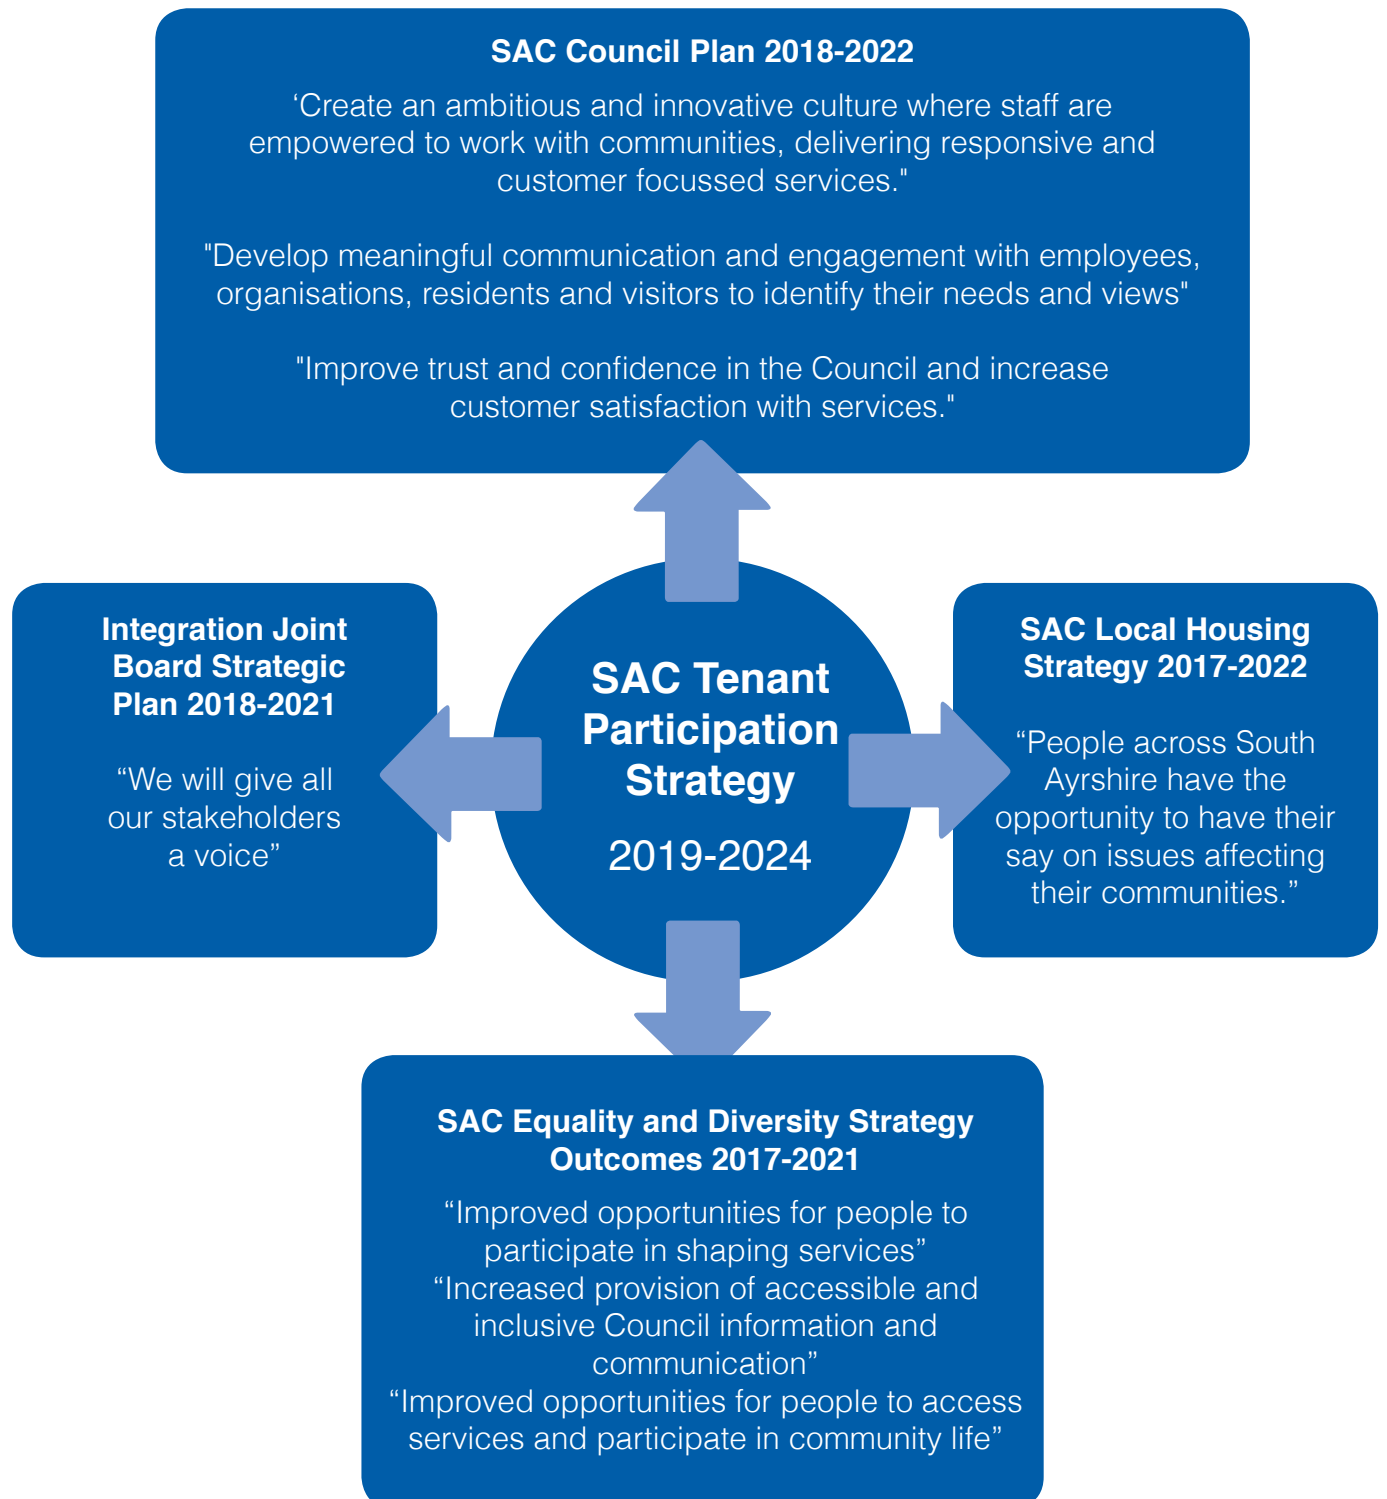 SAC Council Plan 2018-2022
‘Create an ambitious and innovative culture where staff are
empowered to work with communities, delivering responsive and
customer focussed services."
"Develop meaningful communication and engagement with employees,
organisations, residents and visitors to identify their needs and views"
"Improve trust and confidence in the Council and increase
customer satisfaction with services."
Integration Joint
Board Strategic
Plan 2018-2021
“We will give all
our stakeholders
a voice”
SAC Tenant
Participation
Strategy
2019-2024
SAC Local Housing
Strategy 2017-2022
“People across South
Ayrshire have the
opportunity to have their
say on issues affecting
their communities.”
SAC Equality and Diversity Strategy
Outcomes 2017-2021
“Improved opportunities for people to
participate in shaping services”
“Increased provision of accessible and
inclusive Council information and
communication”
“Improved opportunities for people to access
services and participate in community life”